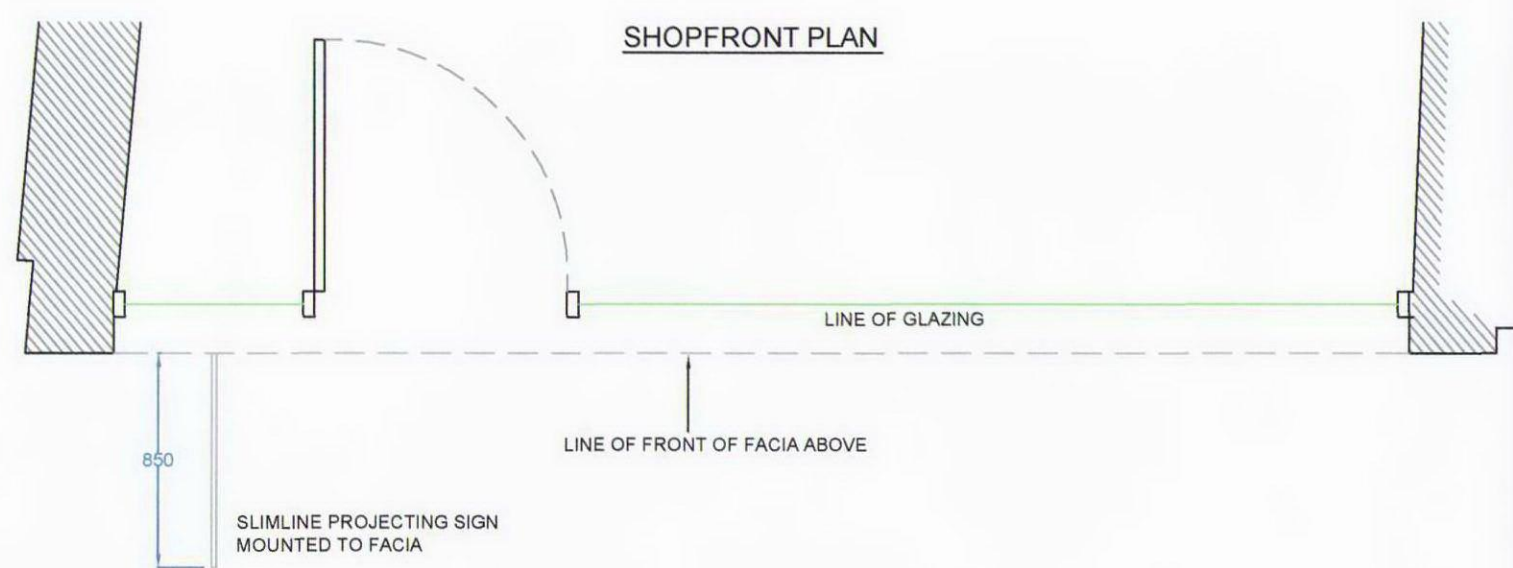 SHOPFRONT PLAN
LINE OF GLAZING
LINE OF FRONT OF FACIA ABOVE
850
SLIMLINE PROJECTING SIGN
MOUNTED TO FACIA